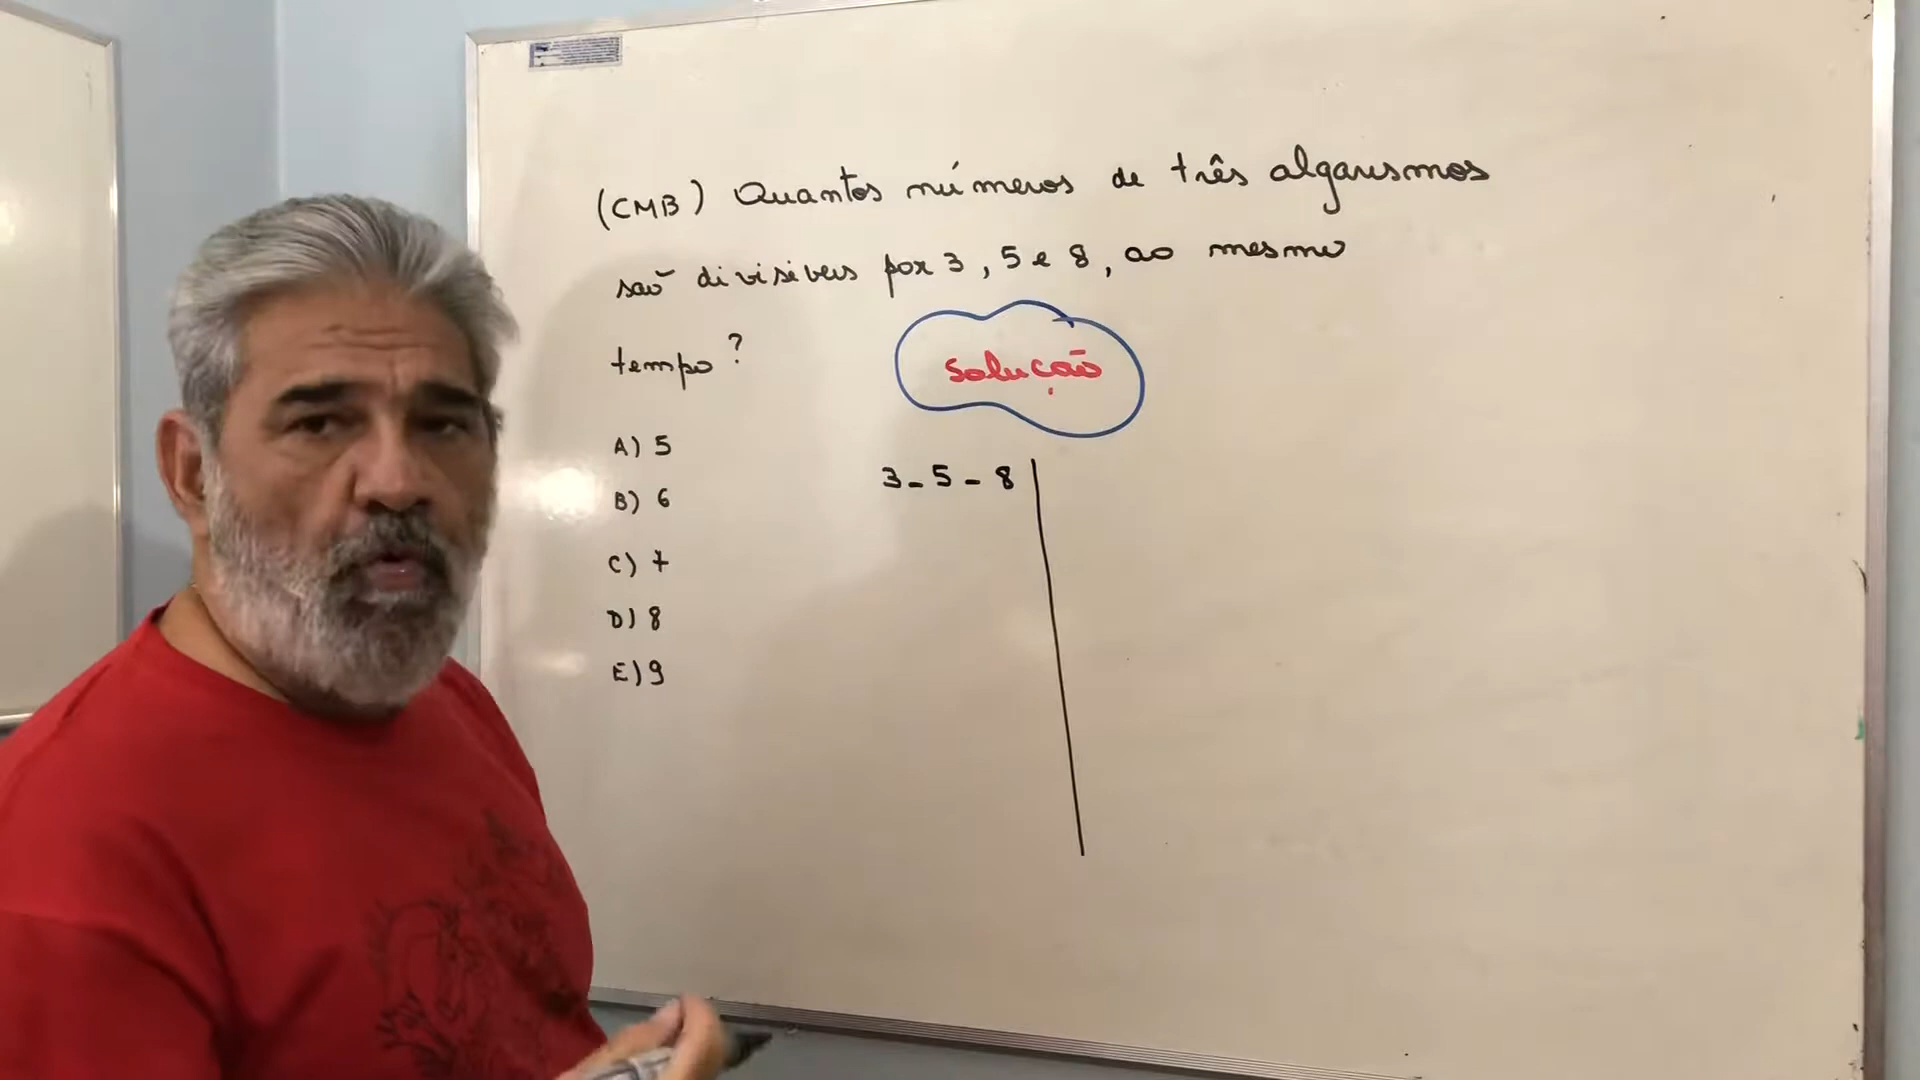 (CMB) Quantos números de três algarismos
são divisíveis por 3, 5 e 8, ao mesmo
tempo?
Solução
A) 5
B) 6
C) 7
D) 8
E) 9
3 - 5 - 8